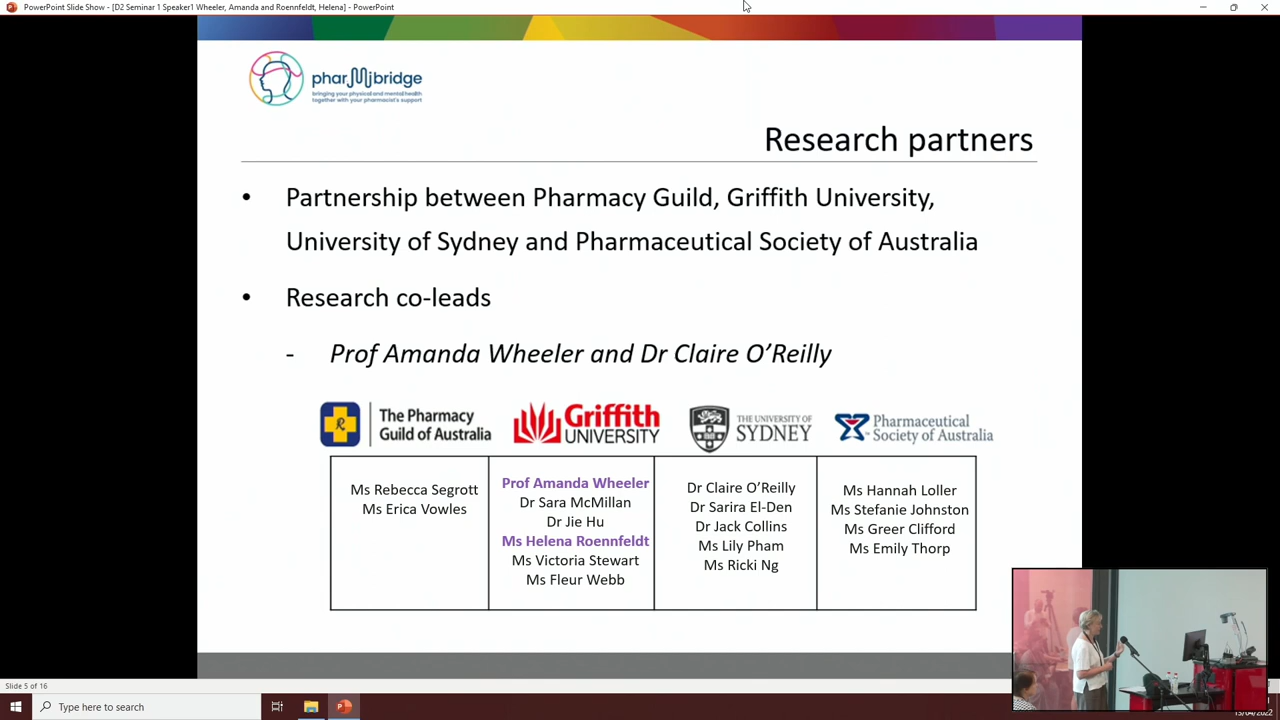 PowerPoint Slide Show - [D2 Seminar 1 Speaker1 Wheeler, Amanda and Roennfeldt, Helena] - PowerPoint
pharMIbridge
bringing your physical and mental health
together with your pharmacist's support
Research partners
• Partnership between Pharmacy Guild, Griffith University,
University of Sydney and Pharmaceutical Society of Australia
• Research co-leads
- Prof Amanda Wheeler and Dr Claire O'Reilly
The Pharmacy
Guild of Australia
Griffith
UNIVERSITY
THE UNIVERSITY OF
SYDNEY
Pharmaceutical
Society of Australia
Ms Rebecca Segrott
Ms Erica Vowles
Prof Amanda Wheeler
Dr Sara McMillan
Dr Jie Hu
Ms Helena Roennfeldt
Ms Victoria Stewart
Ms Fleur Webb
Dr Claire O'Reilly
Dr Sarira El-Den
Dr Jack Collins
Ms Lily Pham
Ms Ricki Ng
Ms Hannah Loller
Ms Stefanie Johnston
Ms Greer Clifford
Ms Emily Thorp
Slide 5 of 16
Type here to search
13/04/2022